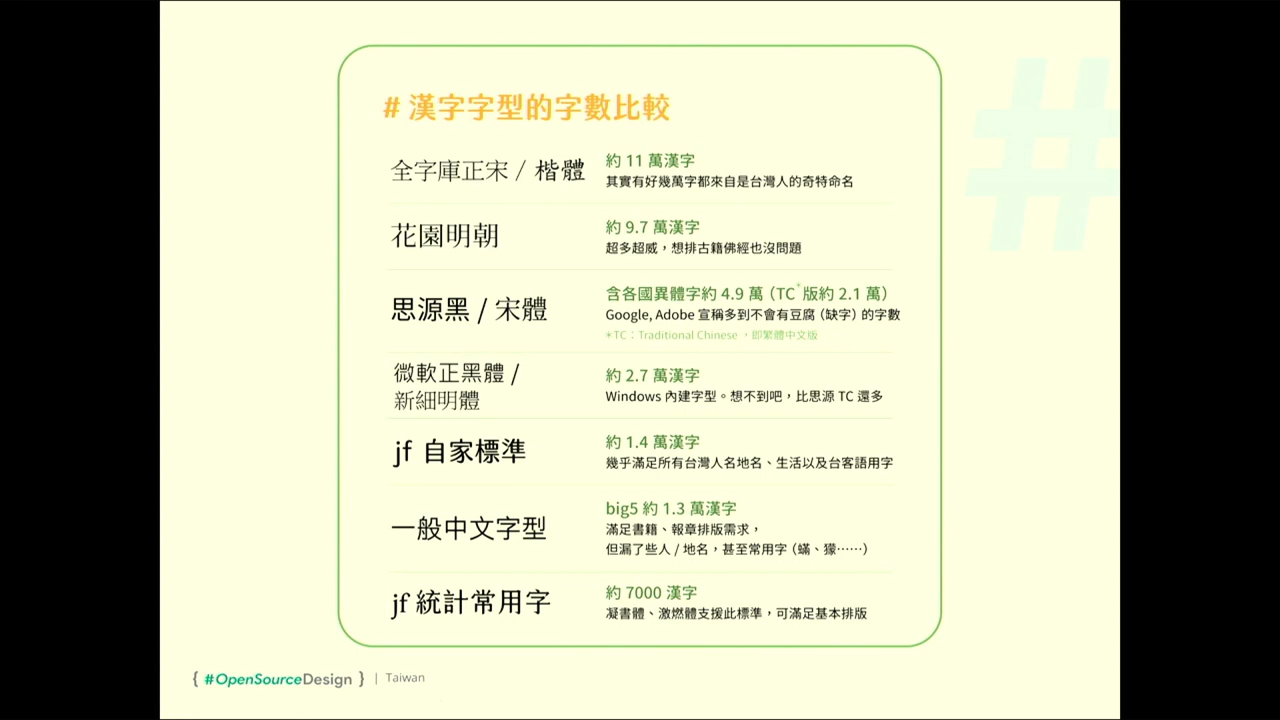 # 漢字字型的字數比較
全字庫正宋 / 楷體
約 11 萬漢字
其實有好幾萬字都來自是台灣人的奇特命名
花園明朝
約 9.7 萬漢字
超多超威，想排古籍佛經也沒問題
思源黑 / 宋體
含各國異體字約 4.9 萬（TC*版約 2.1 萬）
Google, Adobe 宣稱多到不會有豆腐（缺字）的字數
*TC：Traditional Chinese ，即繁體中文版
微軟正黑體 /
新細明體
約 2.7 萬漢字
Windows 內建字型。想不到吧，比思源 TC 還多
jf 自家標準
約 1.4 萬漢字
幾乎滿足所有台灣人名地名、生活以及台客語用字
一般中文字型
big5 約 1.3 萬漢字
滿足書籍、報章排版需求，
但漏了些人 / 地名，甚至常用字（蟎、獴⋯⋯）
jf 統計常用字
約 7000 漢字
凝書體、激燃體支援此標準，可滿足基本排版
{ #OpenSourceDesign } | Taiwan
#